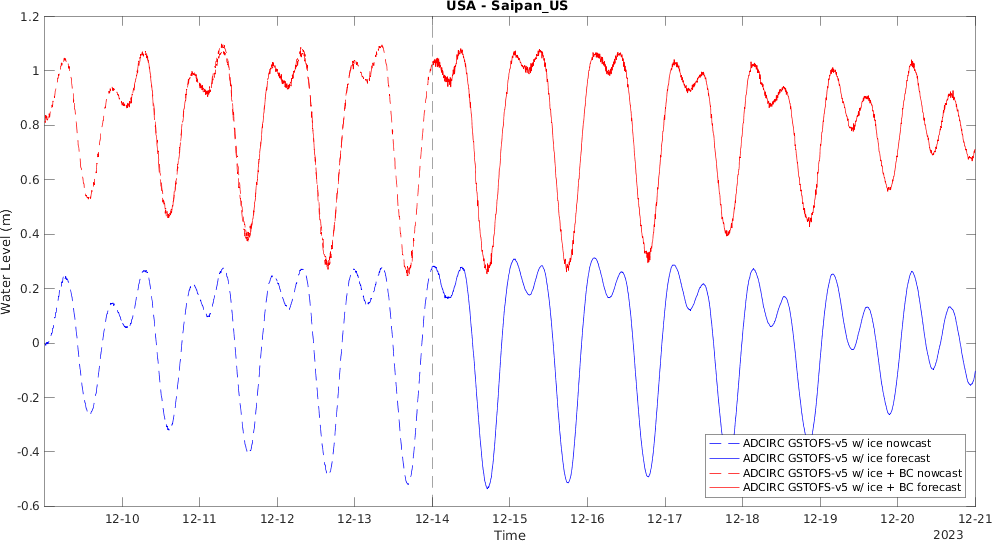 USA - Saipan_US
1.2
1
0.8
0.6
0.4
0.2
0
-0.2
-0.4
-0.6
Water Level (m)
ADCIRC GSTOFS-v5 w/ ice nowcast
ADCIRC GSTOFS-v5 w/ ice forecast
ADCIRC GSTOFS-v5 w/ ice + BC nowcast
ADCIRC GSTOFS-v5 w/ ice + BC forecast
12-10 12-11 12-12 12-13 12-14 12-15 12-16 12-17 12-18 12-19 12-20 12-21
Time
2023